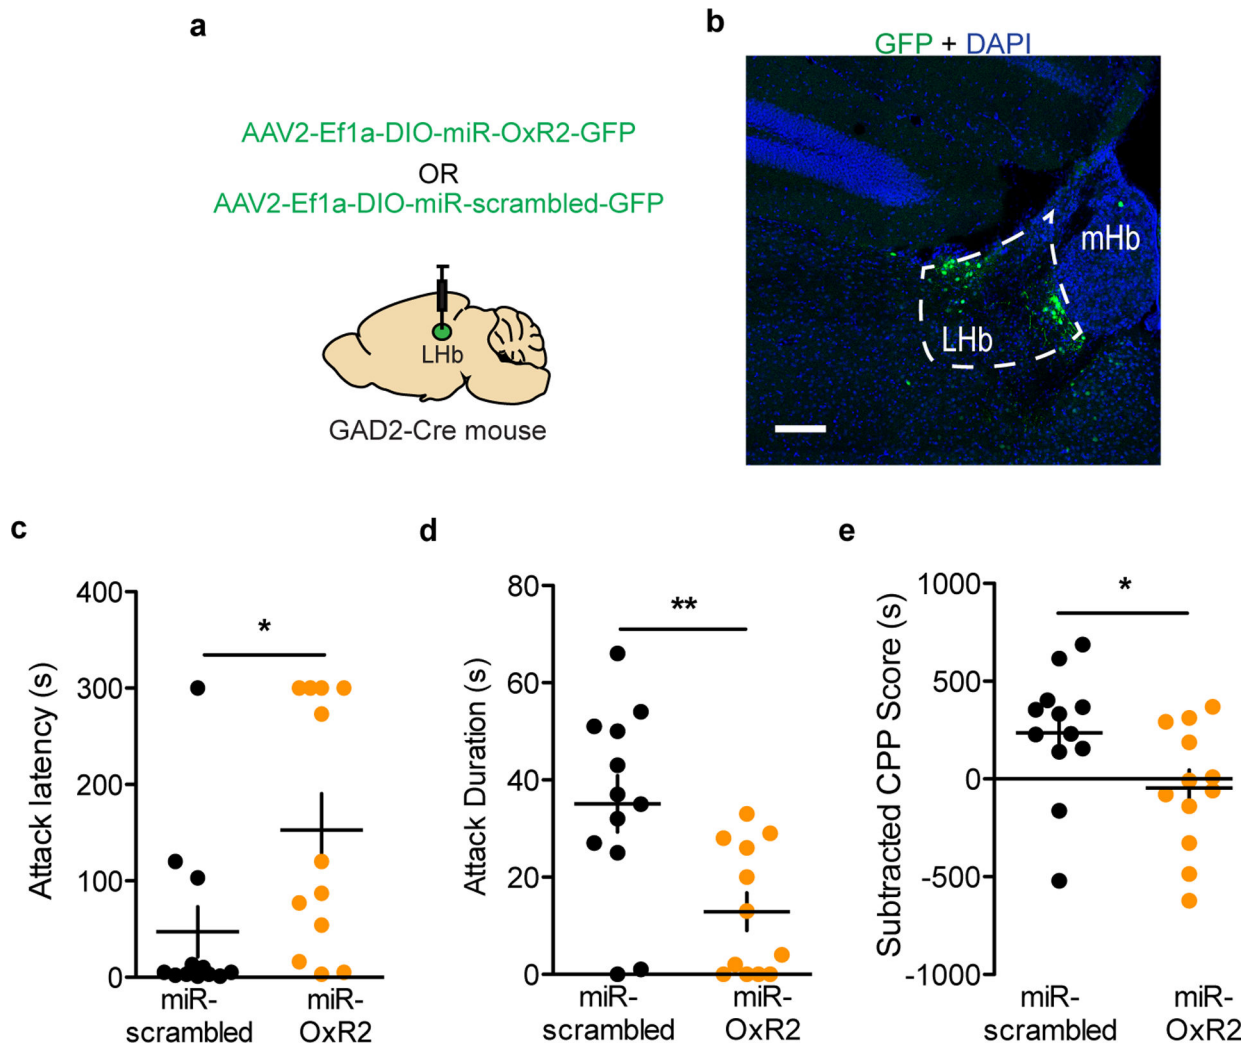 a
AAV2-Ef1a-DIO-miR-OxR2-GFP
OR
AAV2-Ef1a-DIO-miR-scrambled-GFP
LHb
GAD2-Cre mouse
b
GFP + DAPI
mHb
LHb
c
Attack latency (s)
400
300
200
100
0
*
miR-
scrambled
miR-
OxR2
d
Attack Duration (s)
80
60
40
20
0
**
miR-
scrambled
miR-
OxR2
e
Subtracted CPP Score (s)
1000
500
0
-500
-1000
*
miR-
scrambled
miR-
OxR2